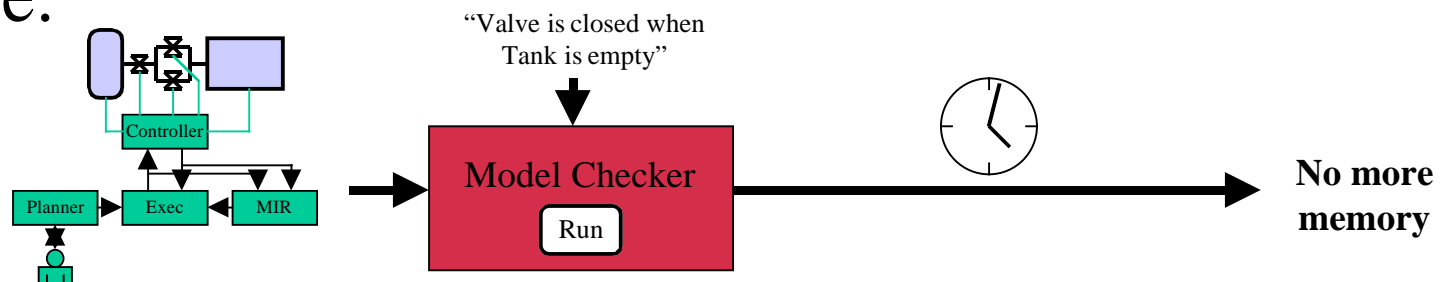 e.
“Valve is closed when
Tank is empty”
Controller
Model Checker
Run
Planner
Exec
MIR
No more
memory